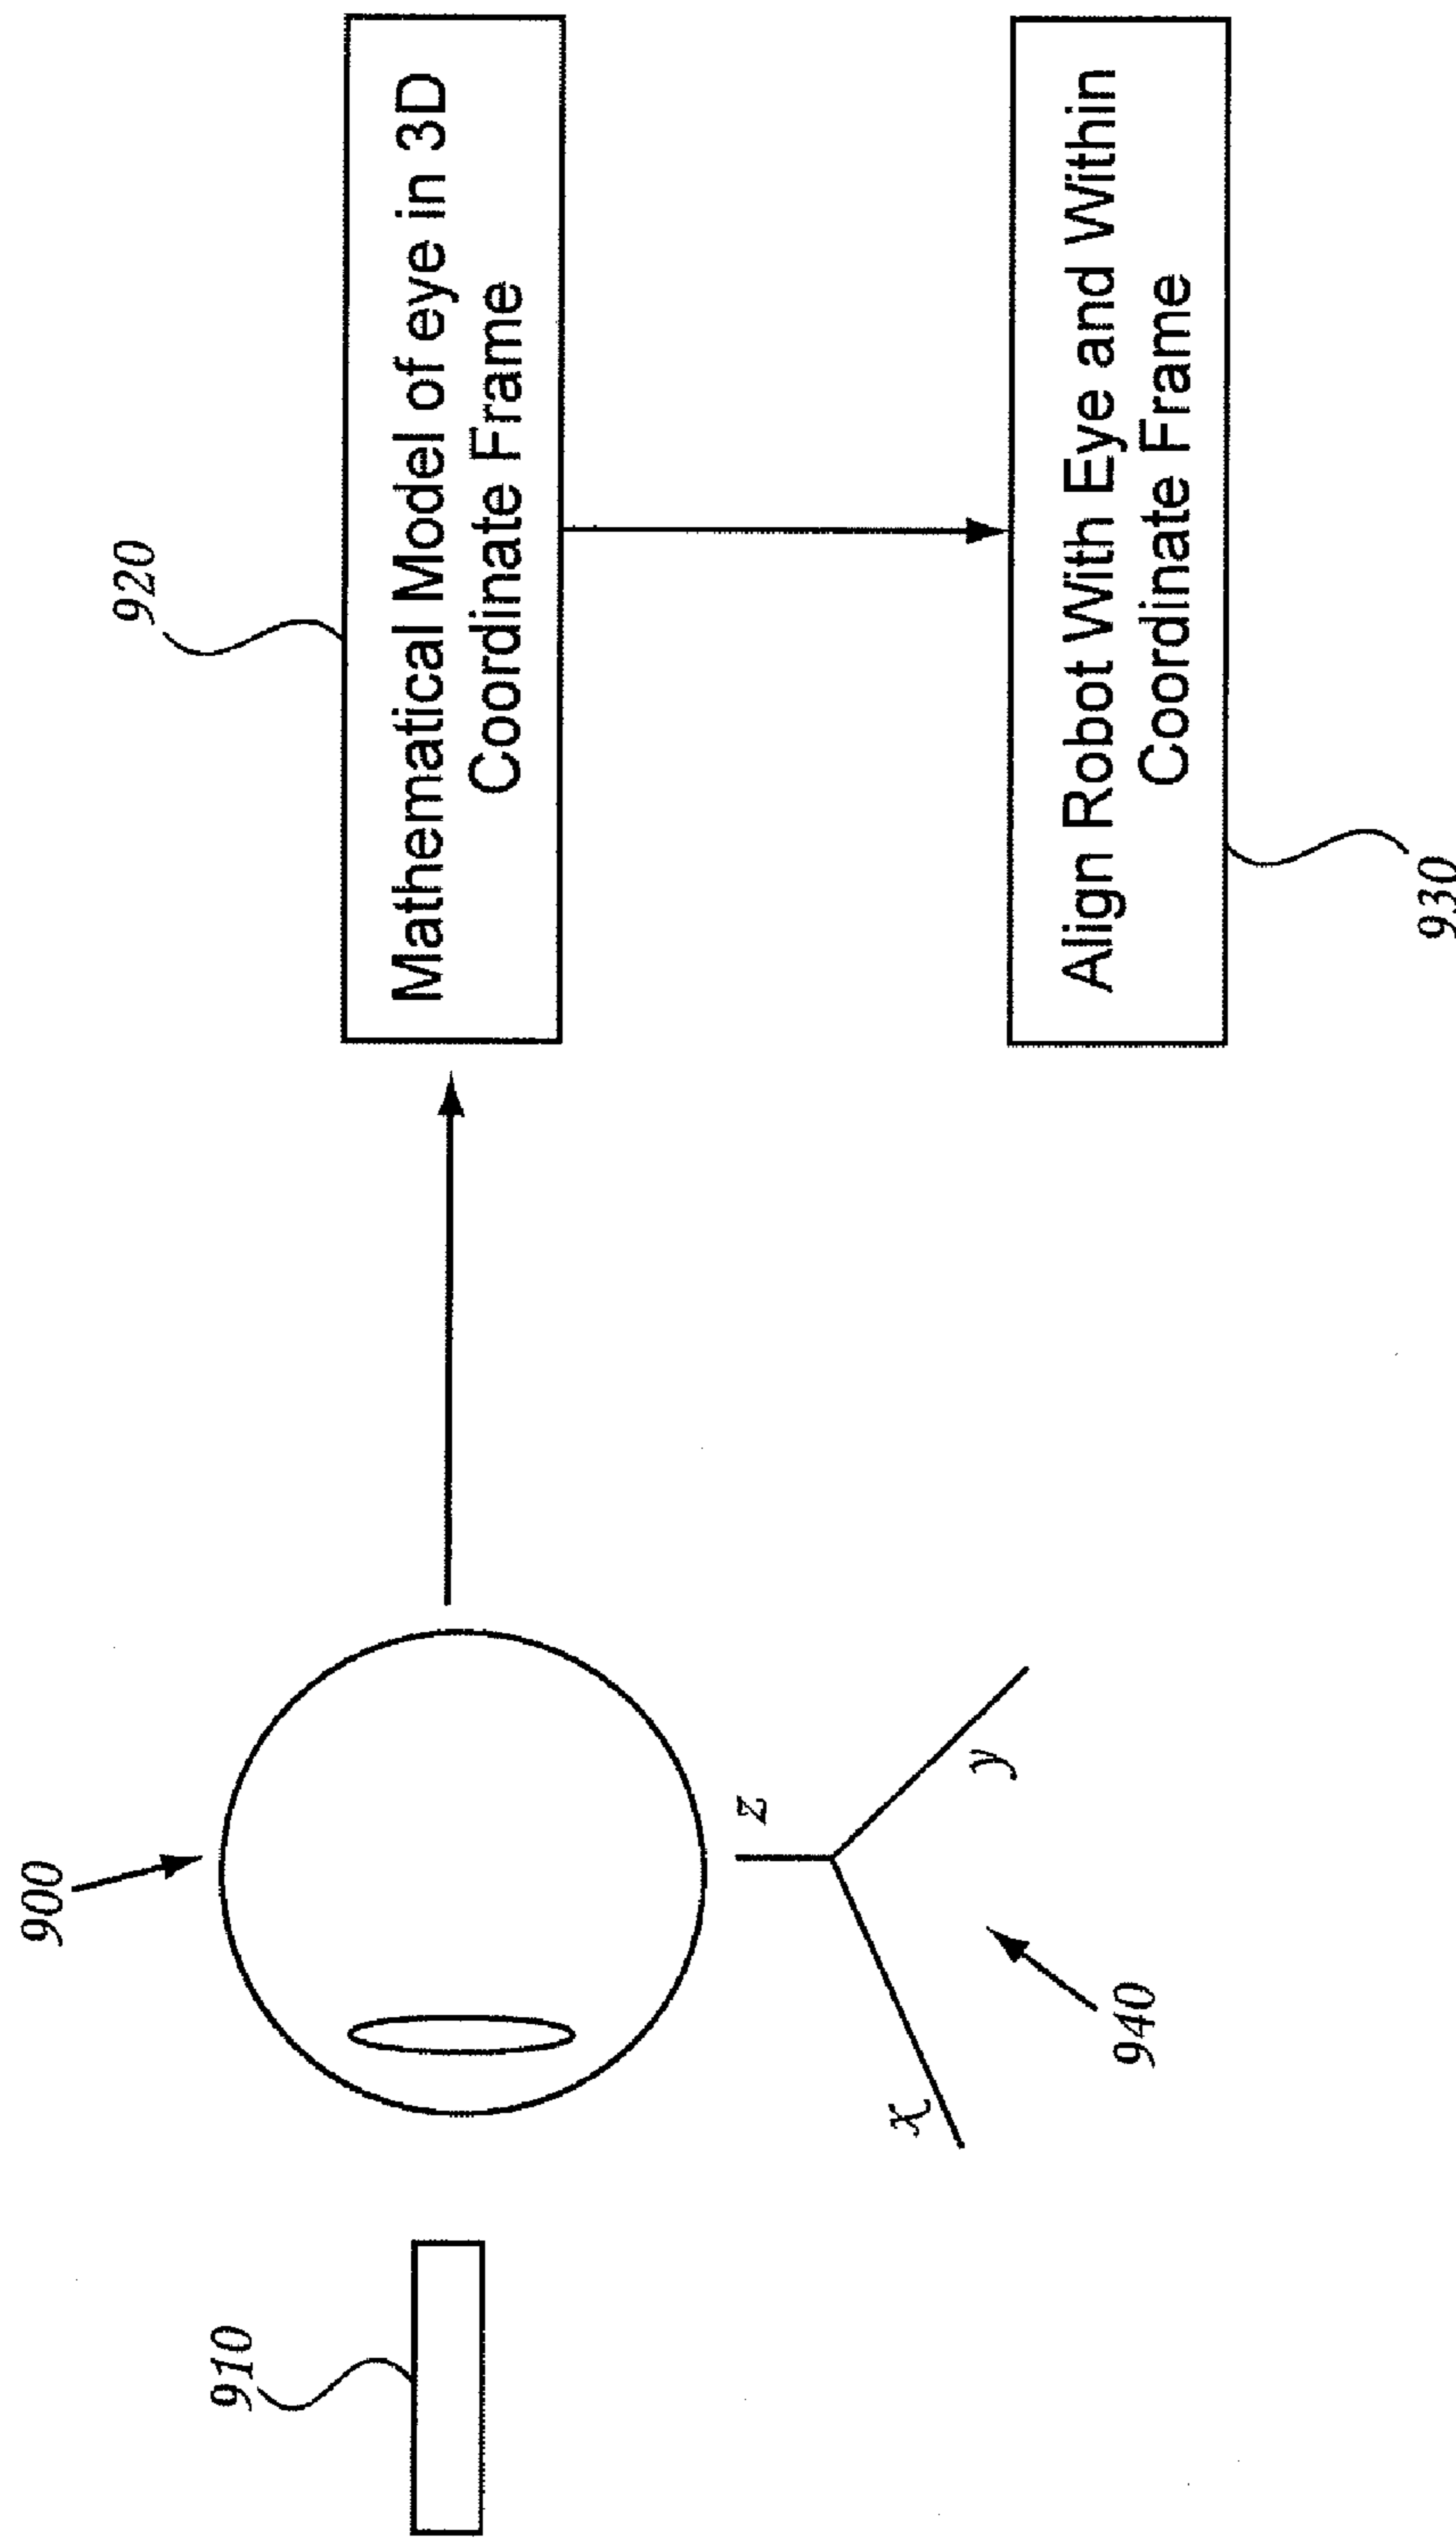 900
910
920
Mathematical Model of eye in 3D
Coordinate Frame
z
x
y
940
Align Robot With Eye and Within
Coordinate Frame
930